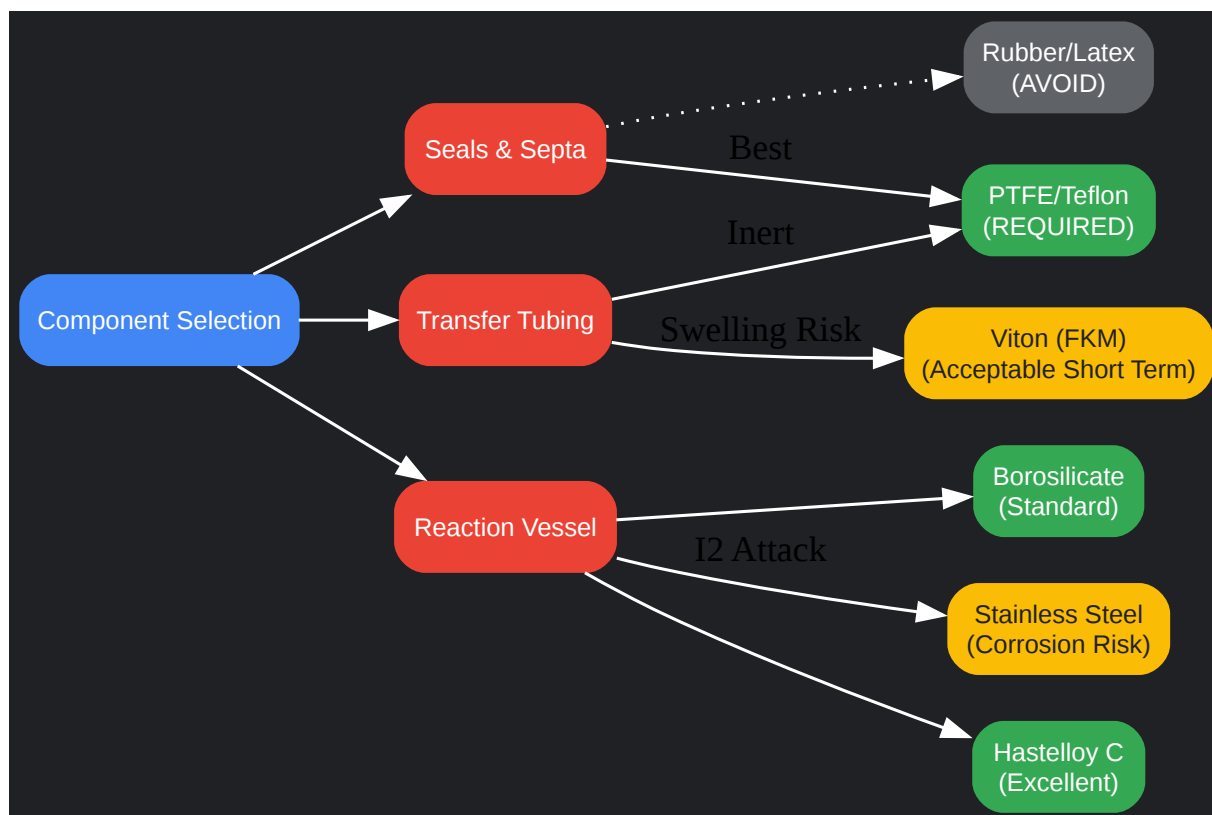 Rubber/Latex
(AVOID)
Seals & Septa
Best
PTFE/Teflon
(REQUIRED)
Inert
Component Selection
Transfer Tubing
Swelling Risk
Viton (FKM)
(Acceptable Short Term)
Borosilicate
(Standard)
Reaction Vessel
I2 Attack
Stainless Steel
(Corrosion Risk)
Hastelloy C
(Excellent)